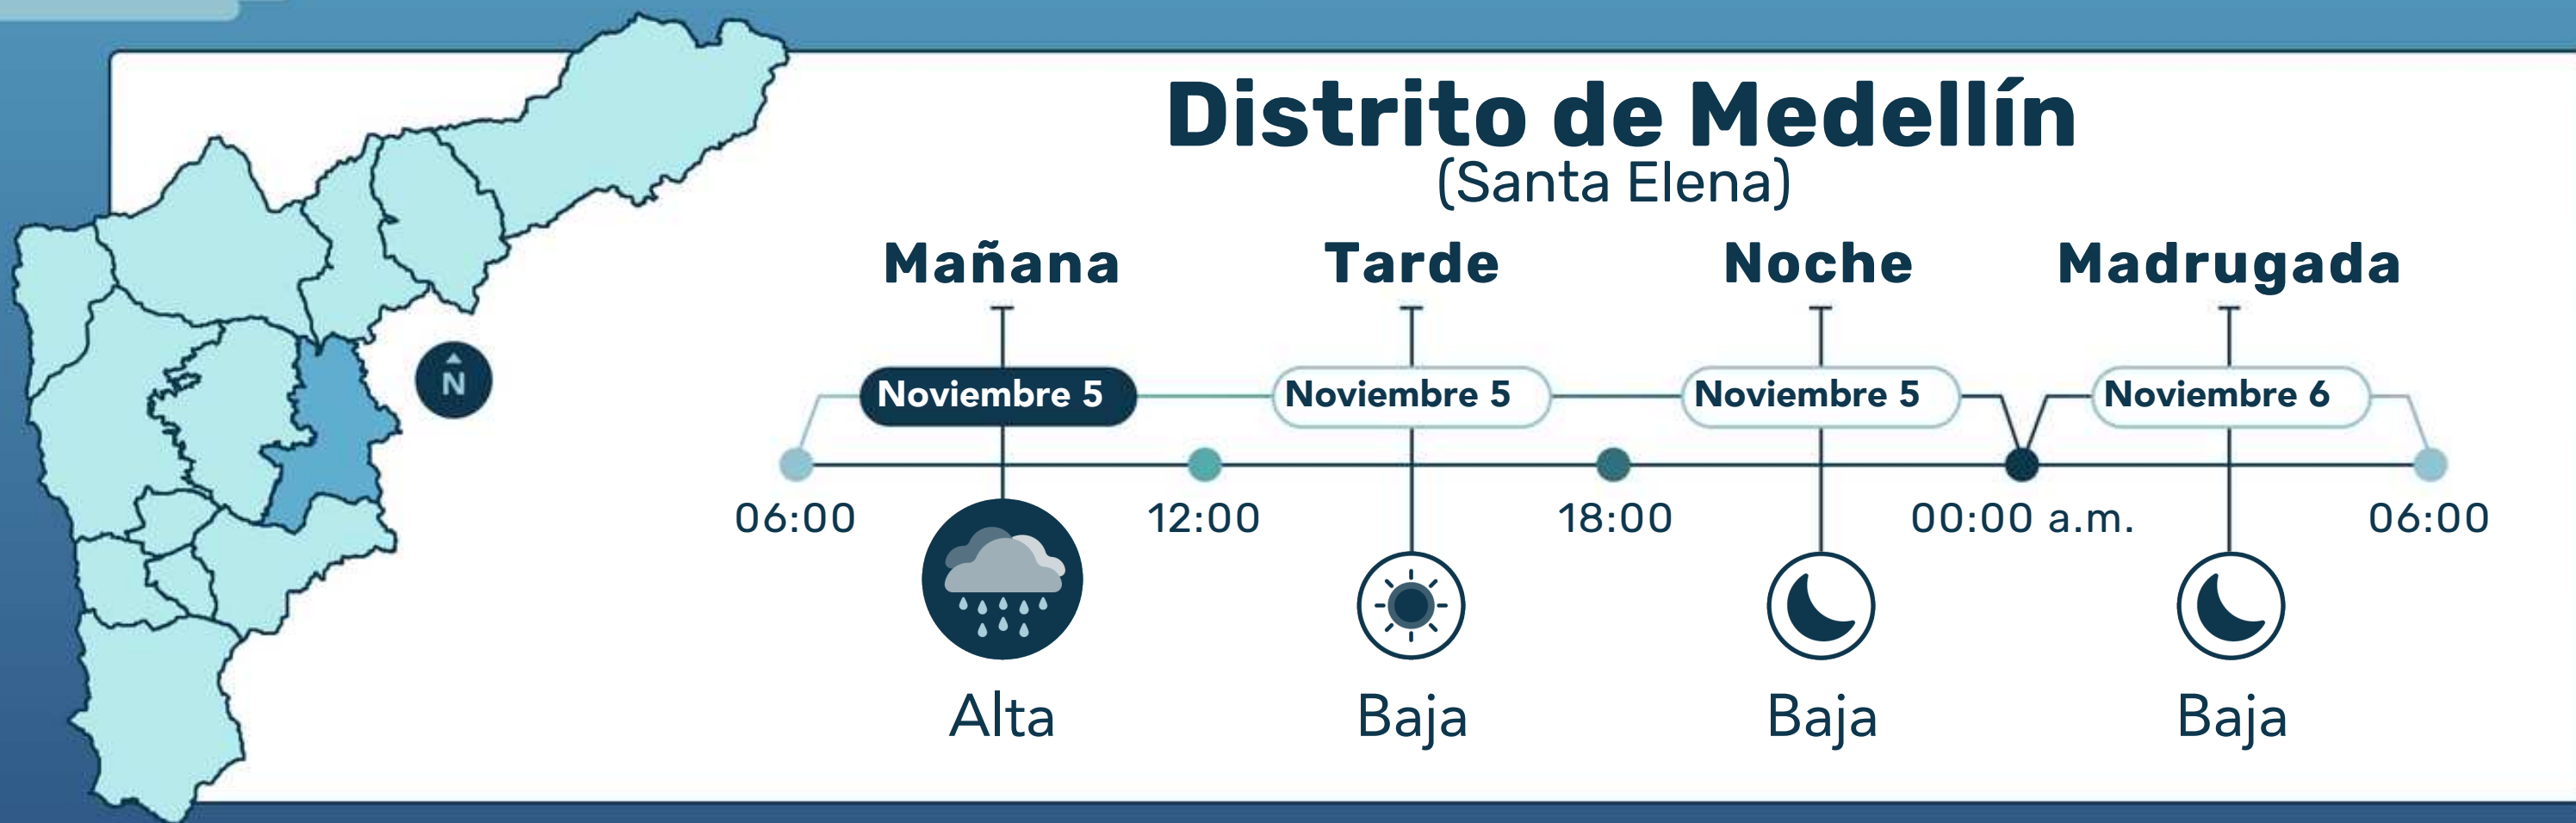 Distrito de Medellín
(Santa Elena)
Mañana Tarde Noche Madrugada
N
Noviembre 5 Noviembre 5 Noviembre 5 Noviembre 6
06:00 12:00 18:00 00:00 a.m. 06:00
Alta Baja Baja Baja